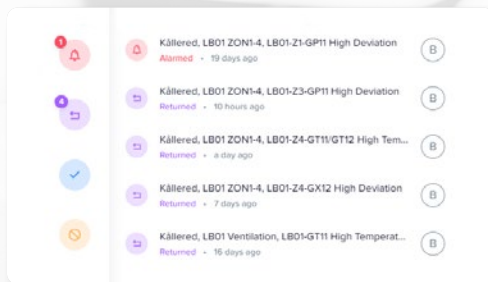 1
4
Kållered, LB01 ZON1-4, LB01-Z1-GP11 High Deviation
Alarmed • 19 days ago
B
Kållered, LB01 ZON1-4, LB01-Z3-GP11 High Deviation
Returned • 10 hours ago
B
Kållered, LB01 ZON1-4, LB01-Z4-GT11/GT12 High Tem...
Returned • a day ago
B
Kållered, LB01 ZON1-4, LB01-Z4-GX12 High Deviation
Returned • 7 days ago
B
Kållered, LB01 Ventilation, LB01-GT11 High Temperat...
Returned • 16 days ago
B